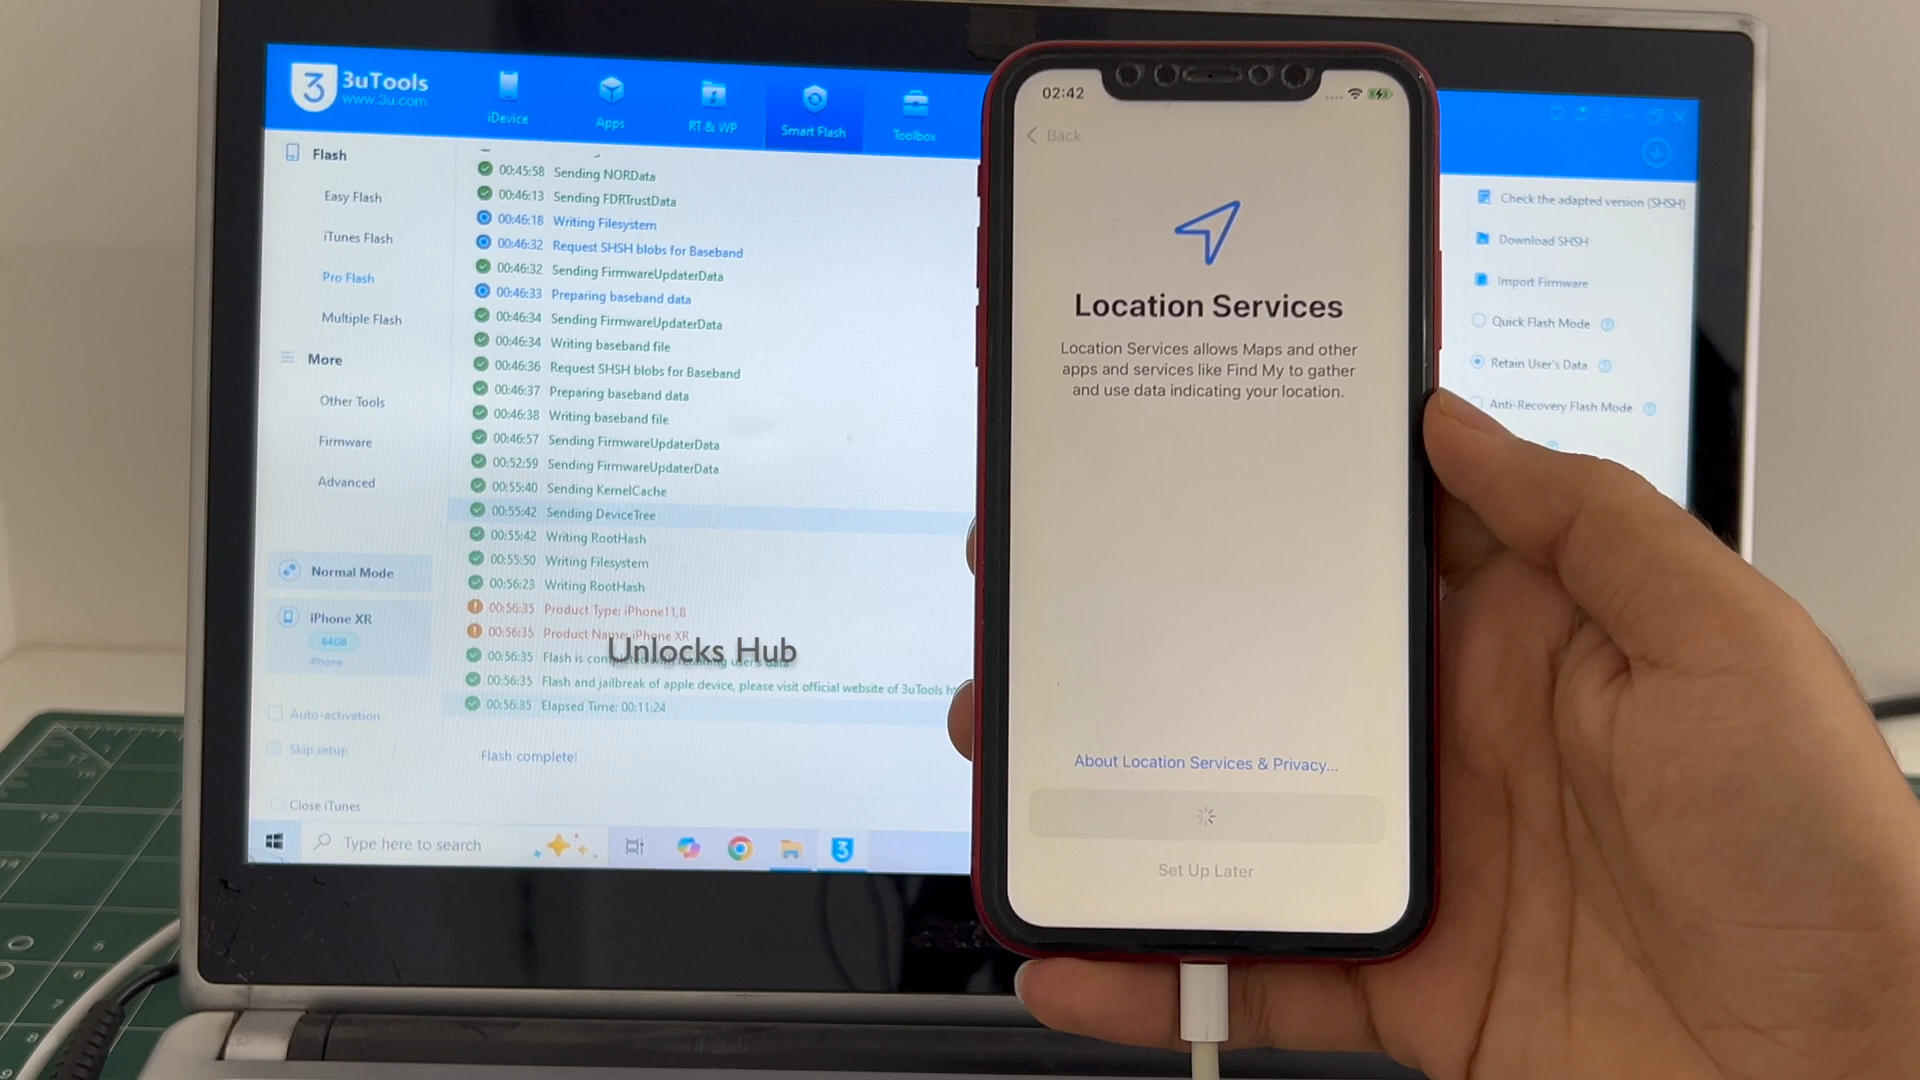 3uTools
www.3u.com
iDevice
Apps
RT & WP
Smart Flash
Toolbox
Flash
Easy Flash
iTunes Flash
Pro Flash
Multiple Flash
More
Other Tools
Firmware
Advanced
Normal Mode
iPhone XR
64GB
iPhone
Auto-activation
Skip setup
Close iTunes
00:45:58 Sending NORData
00:46:13 Sending FDRTrustData
00:46:18 Writing Filesystem
00:46:32 Request SHSH blobs for Baseband
00:46:32 Sending FirmwareUpdaterData
00:46:33 Preparing baseband data
00:46:34 Sending FirmwareUpdaterData
00:46:34 Writing baseband file
00:46:36 Request SHSH blobs for Baseband
00:46:37 Preparing baseband data
00:46:38 Writing baseband file
00:46:57 Sending FirmwareUpdaterData
00:52:59 Sending FirmwareUpdaterData
00:55:40 Sending KernelCache
00:55:42 Sending DeviceTree
00:55:42 Writing RootHash
00:55:50 Writing Filesystem
00:56:23 Writing RootHash
00:56:35 Product Type: iPhone11,8
00:56:35 Product Name: iPhone XR
00:56:35 Flash is completed with retaining user's data
00:56:35 Flash and jailbreak of apple device, please visit official website of 3uTools
00:56:35 Elapsed Time: 00:11:24
Flash complete!
Unlocks Hub
Type here to search
02:42
Back
Location Services
Location Services allows Maps and other
apps and services like Find My to gather
and use data indicating your location.
About Location Services & Privacy...
Set Up Later
Check the adapted version (SHSH)
Download SHSH
Import Firmware
Quick Flash Mode
Retain User's Data
Anti-Recovery Flash Mode